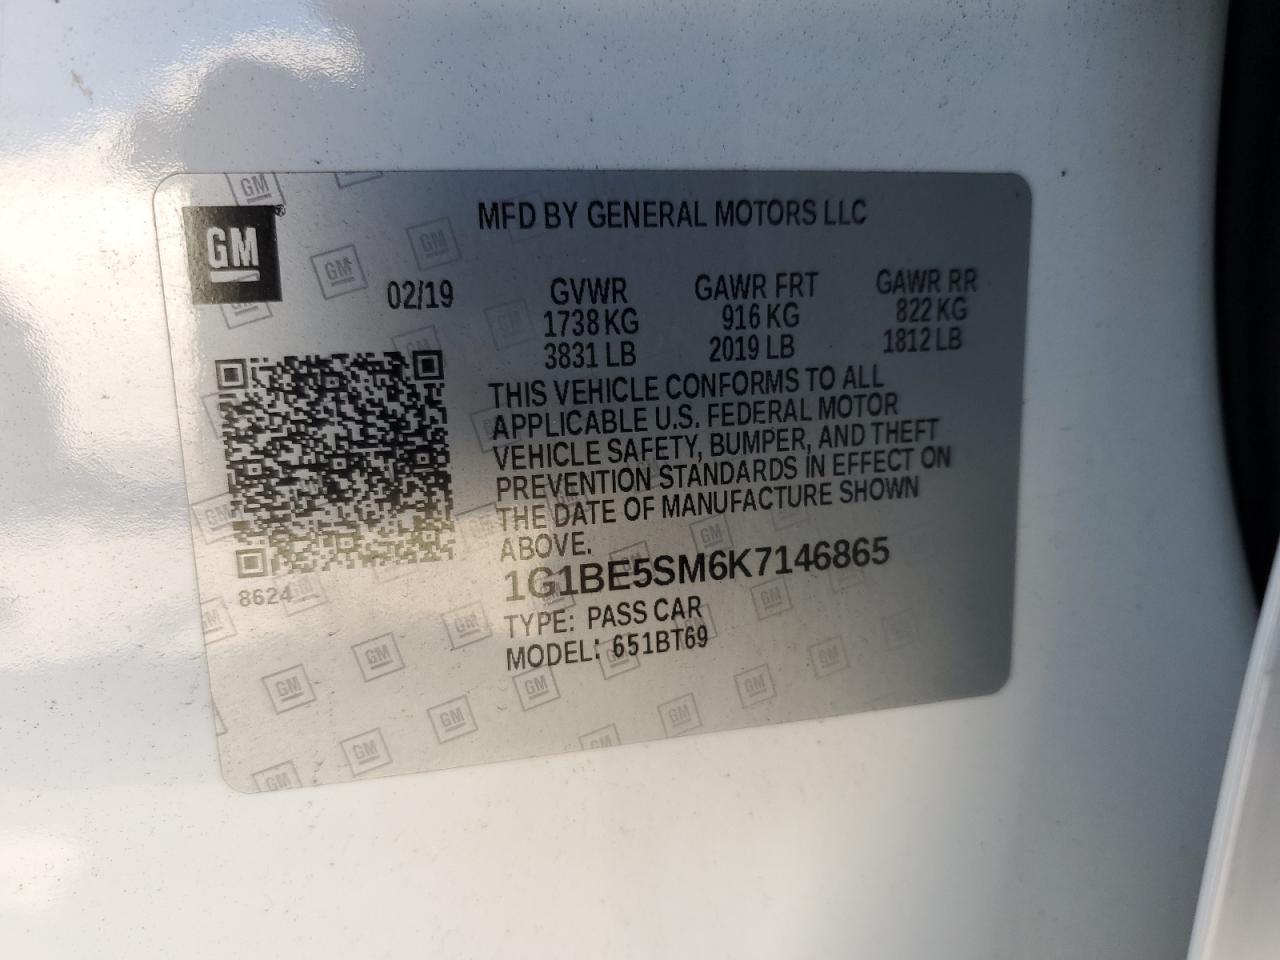 GM
MFD BY GENERAL MOTORS LLC
02/19
GVWR GAWR FRT GAWR RR
1738 KG 916 KG 822 KG
3831 LB 2019 LB 1812 LB
THIS VEHICLE CONFORMS TO ALL
APPLICABLE U.S. FEDERAL MOTOR
VEHICLE SAFETY, BUMPER, AND THEFT
PREVENTION STANDARDS IN EFFECT ON
THE DATE OF MANUFACTURE SHOWN
ABOVE.
8624
1G1BE5SM6K7146865
TYPE: PASS CAR
MODEL: 651BT69